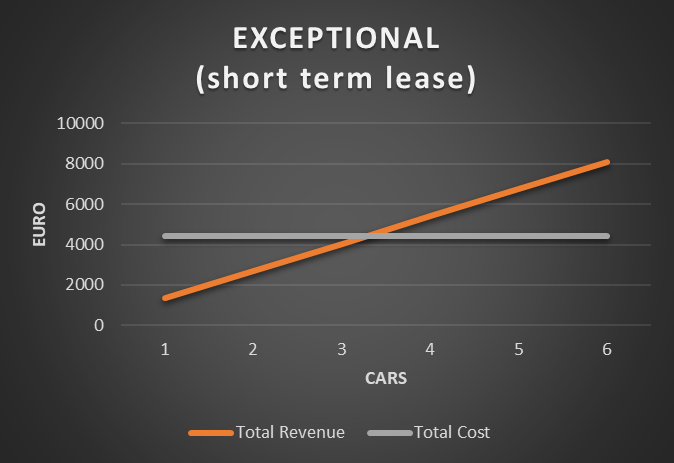 EXCEPTIONAL
(short term lease)
10000
8000
6000
4000
2000
0
EURO
1 2 3 4 5 6
CARS
Total Revenue Total Cost